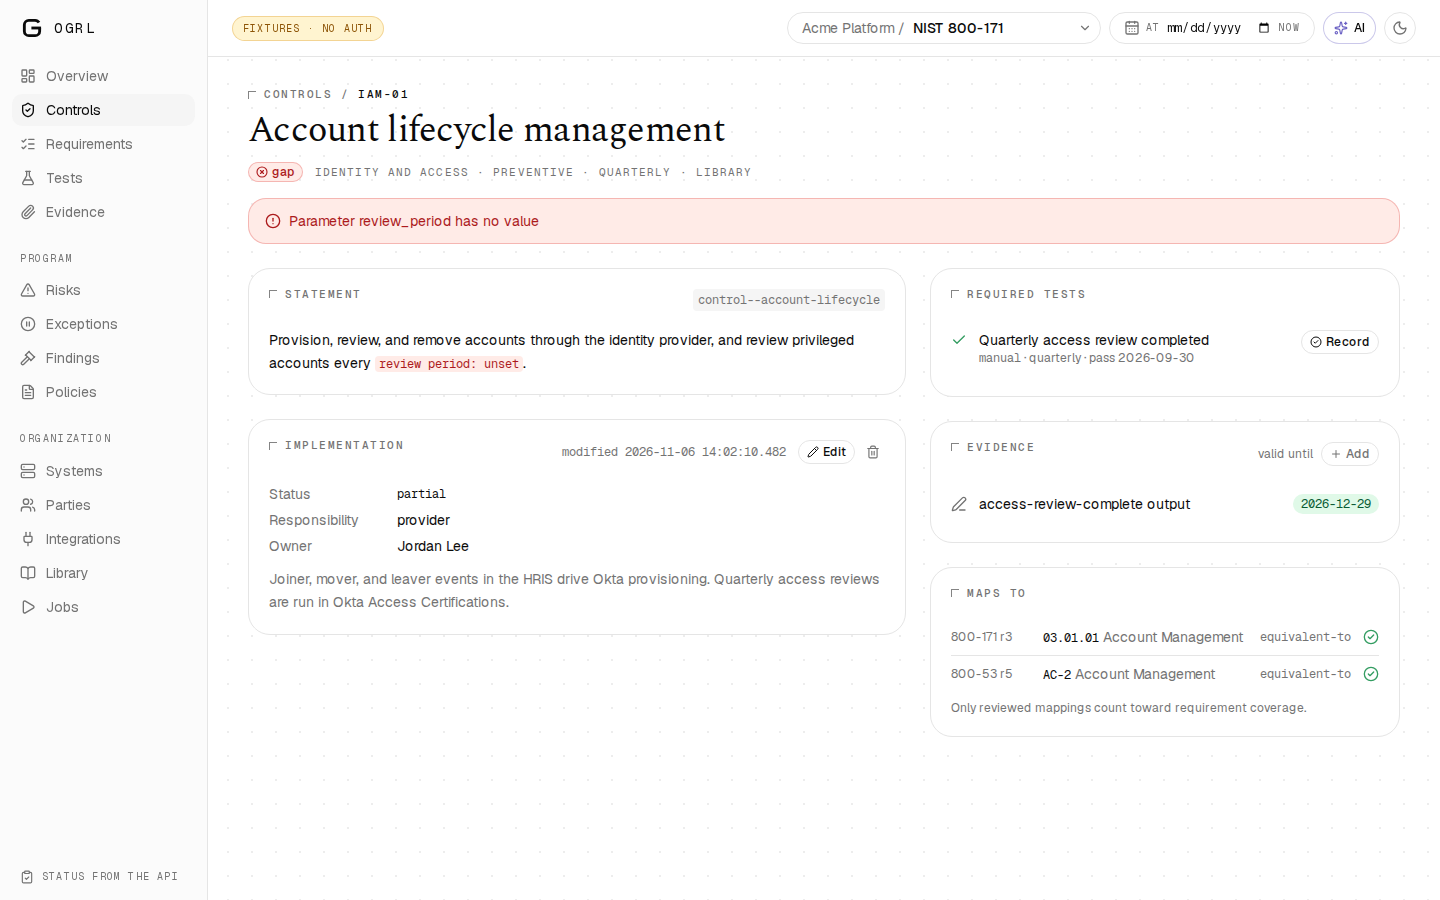 OGRL
FIXTURES · NO AUTH
Acme Platform / NIST 800-171
AT mm/dd/yyyy NOW
AI
Overview
Controls
Requirements
Tests
Evidence
PROGRAM
Risks
Exceptions
Findings
Policies
ORGANIZATION
Systems
Parties
Integrations
Library
Jobs
STATUS FROM THE API
CONTROLS / IAM-01
Account lifecycle management
gap IDENTITY AND ACCESS · PREVENTIVE · QUARTERLY · LIBRARY
Parameter review_period has no value
STATEMENT
control--account-lifecycle
Provision, review, and remove accounts through the identity provider, and review privileged
accounts every review period: unset.
IMPLEMENTATION
modified 2026-11-06 14:02:10.482 Edit
Status partial
Responsibility provider
Owner Jordan Lee
Joiner, mover, and leaver events in the HRIS drive Okta provisioning. Quarterly access reviews
are run in Okta Access Certifications.
REQUIRED TESTS
Quarterly access review completed
manual · quarterly · pass 2026-09-30
Record
EVIDENCE
valid until + Add
access-review-complete output 2026-12-29
MAPS TO
800-171 r3 03.01.01 Account Management equivalent-to
800-53 r5 AC-2 Account Management equivalent-to
Only reviewed mappings count toward requirement coverage.